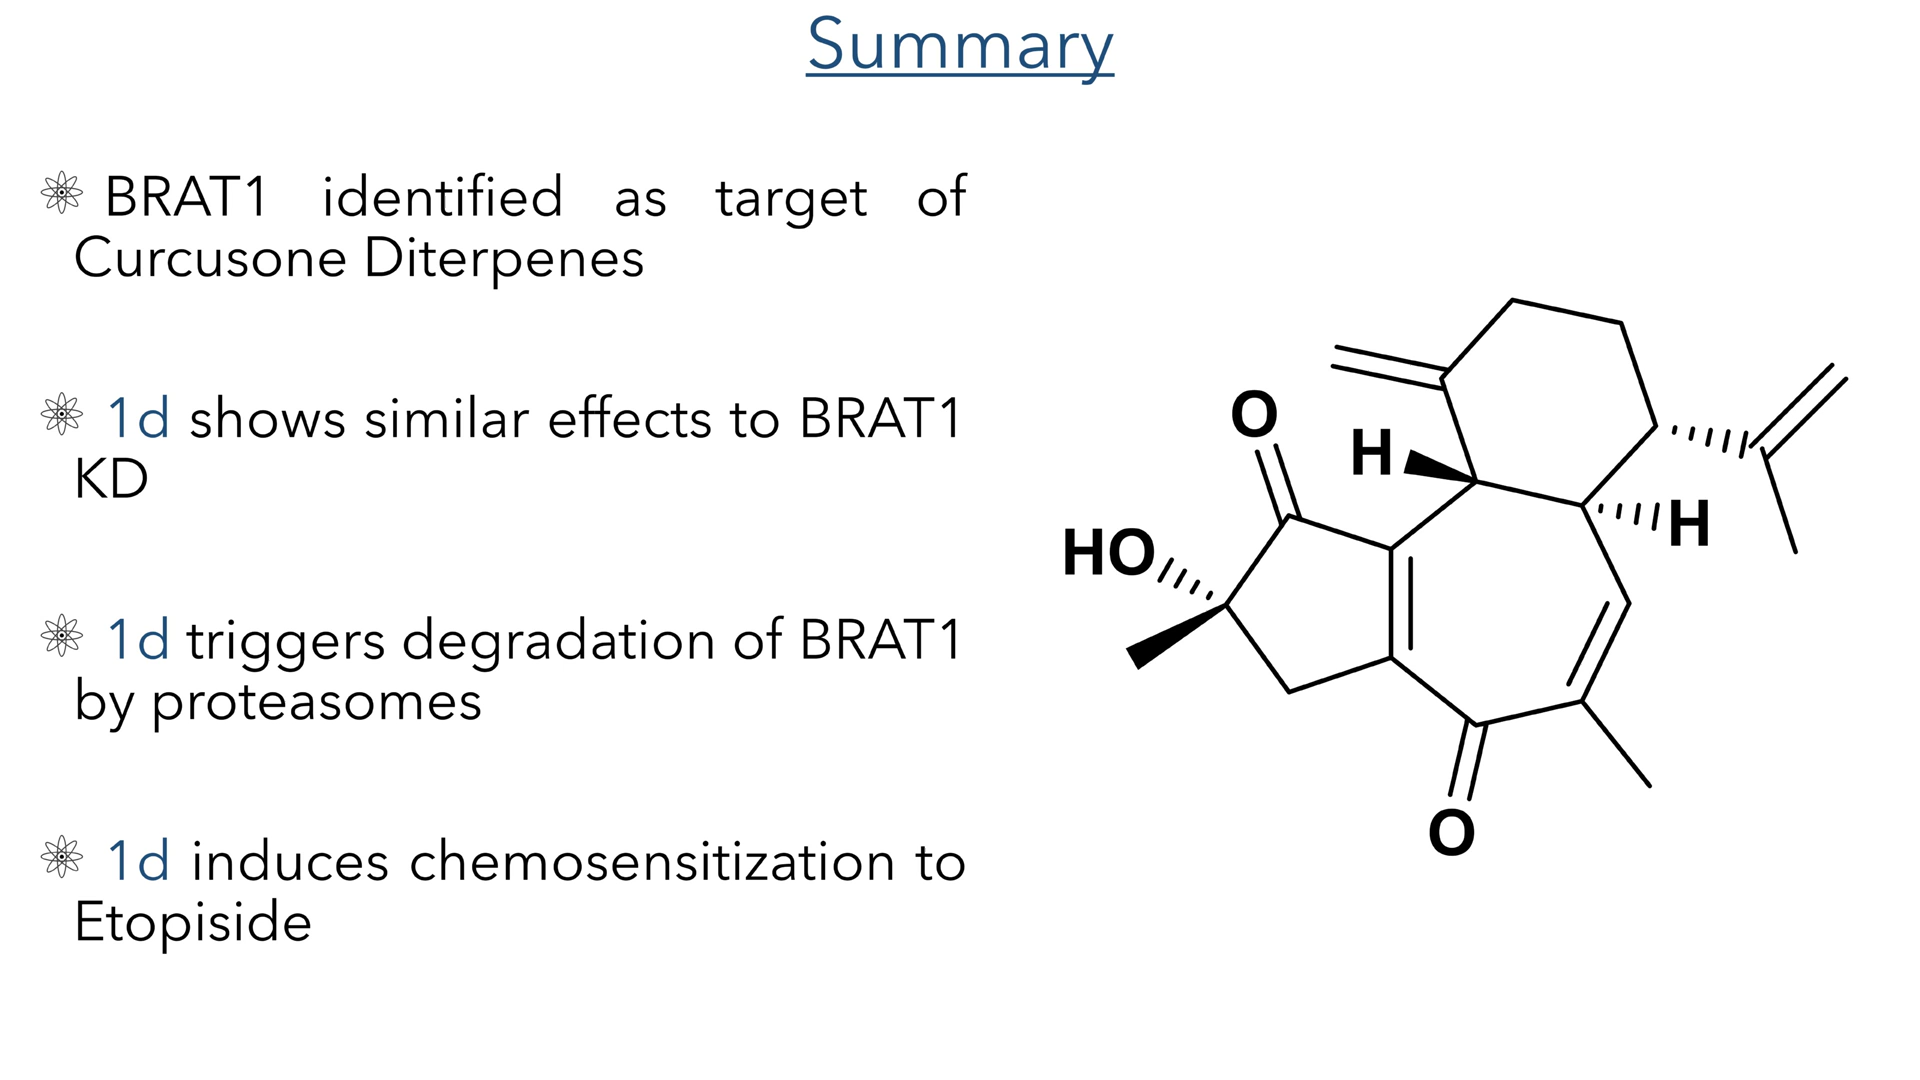 Summary
BRAT1 identified as target of
Curcusone Diterpenes
1d shows similar effects to BRAT1
KD
1d triggers degradation of BRAT1
by proteasomes
1d induces chemosensitization to
Etopiside
O
H
H
HO
O